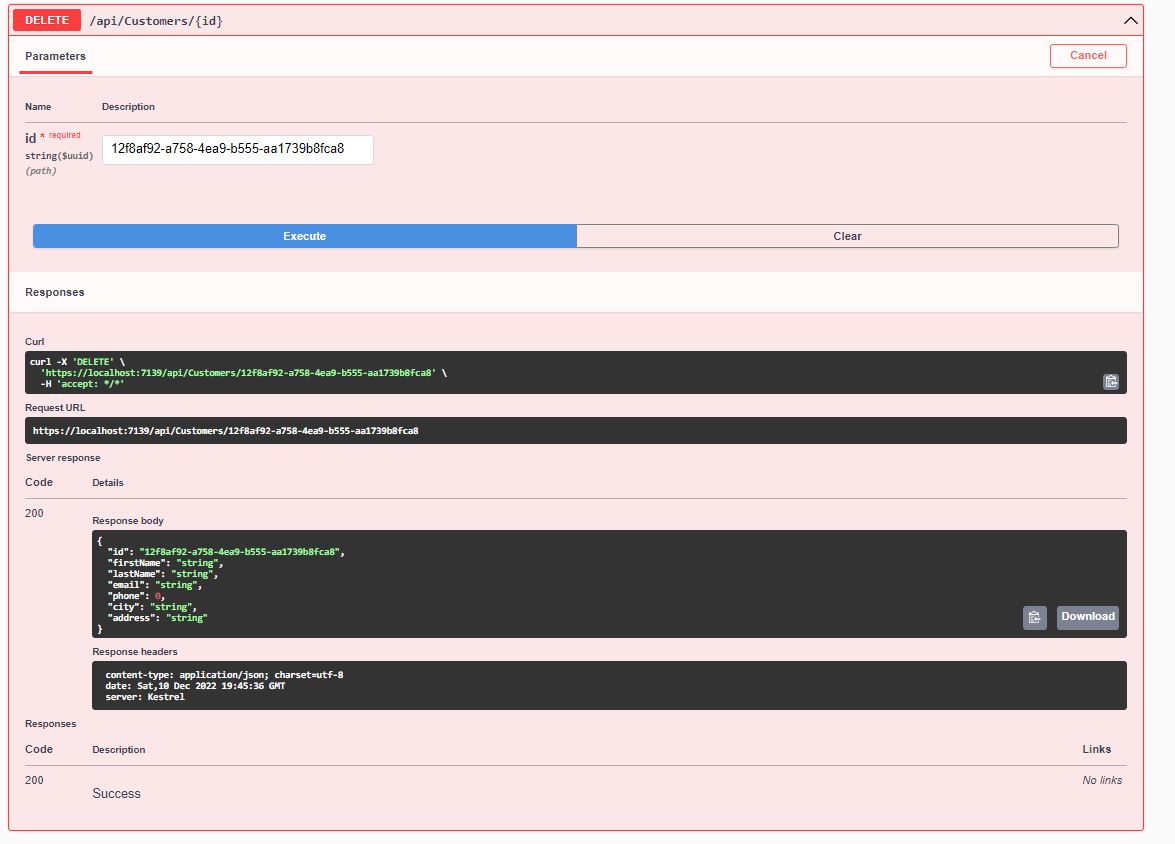 DELETE /api/Customers/{id}
Parameters
Cancel
Name Description
id * required
string($uuid)
(path)
12f8af92-a758-4ea9-b555-aa1739b8fca8
Execute Clear
Responses
Curl
curl -X 'DELETE' \
'https://localhost:7139/api/Customers/12f8af92-a758-4ea9-b555-aa1739b8fca8' \
-H 'accept: */*'
Request URL
https://localhost:7139/api/Customers/12f8af92-a758-4ea9-b555-aa1739b8fca8
Server response
Code Details
200
Response body
{
"id": "12f8af92-a758-4ea9-b555-aa1739b8fca8",
"firstName": "string",
"lastName": "string",
"email": "string",
"phone": 0,
"city": "string",
"address": "string"
}
Download
Response headers
content-type: application/json; charset=utf-8
date: Sat,10 Dec 2022 19:45:36 GMT
server: Kestrel
Responses
Code Description Links
200 Success No links